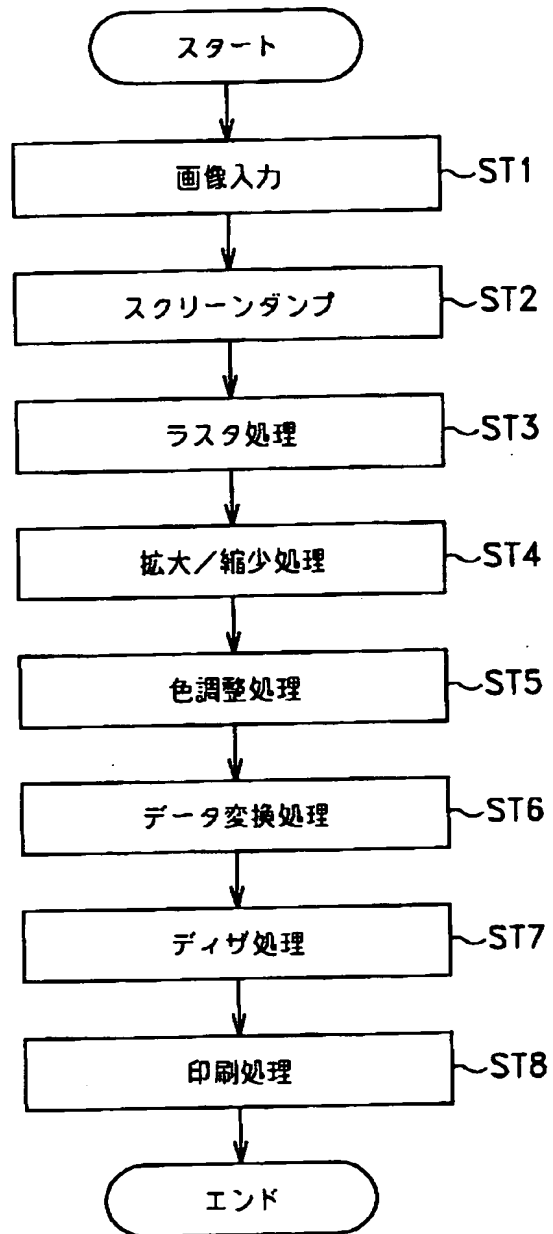 スタート
画像入力 ST1
スクリーンダンプ ST2
ラスタ処理 ST3
拡大／縮少処理 ST4
色調整処理 ST5
データ変換処理 ST6
ディザ処理 ST7
印刷処理 ST8
エンド